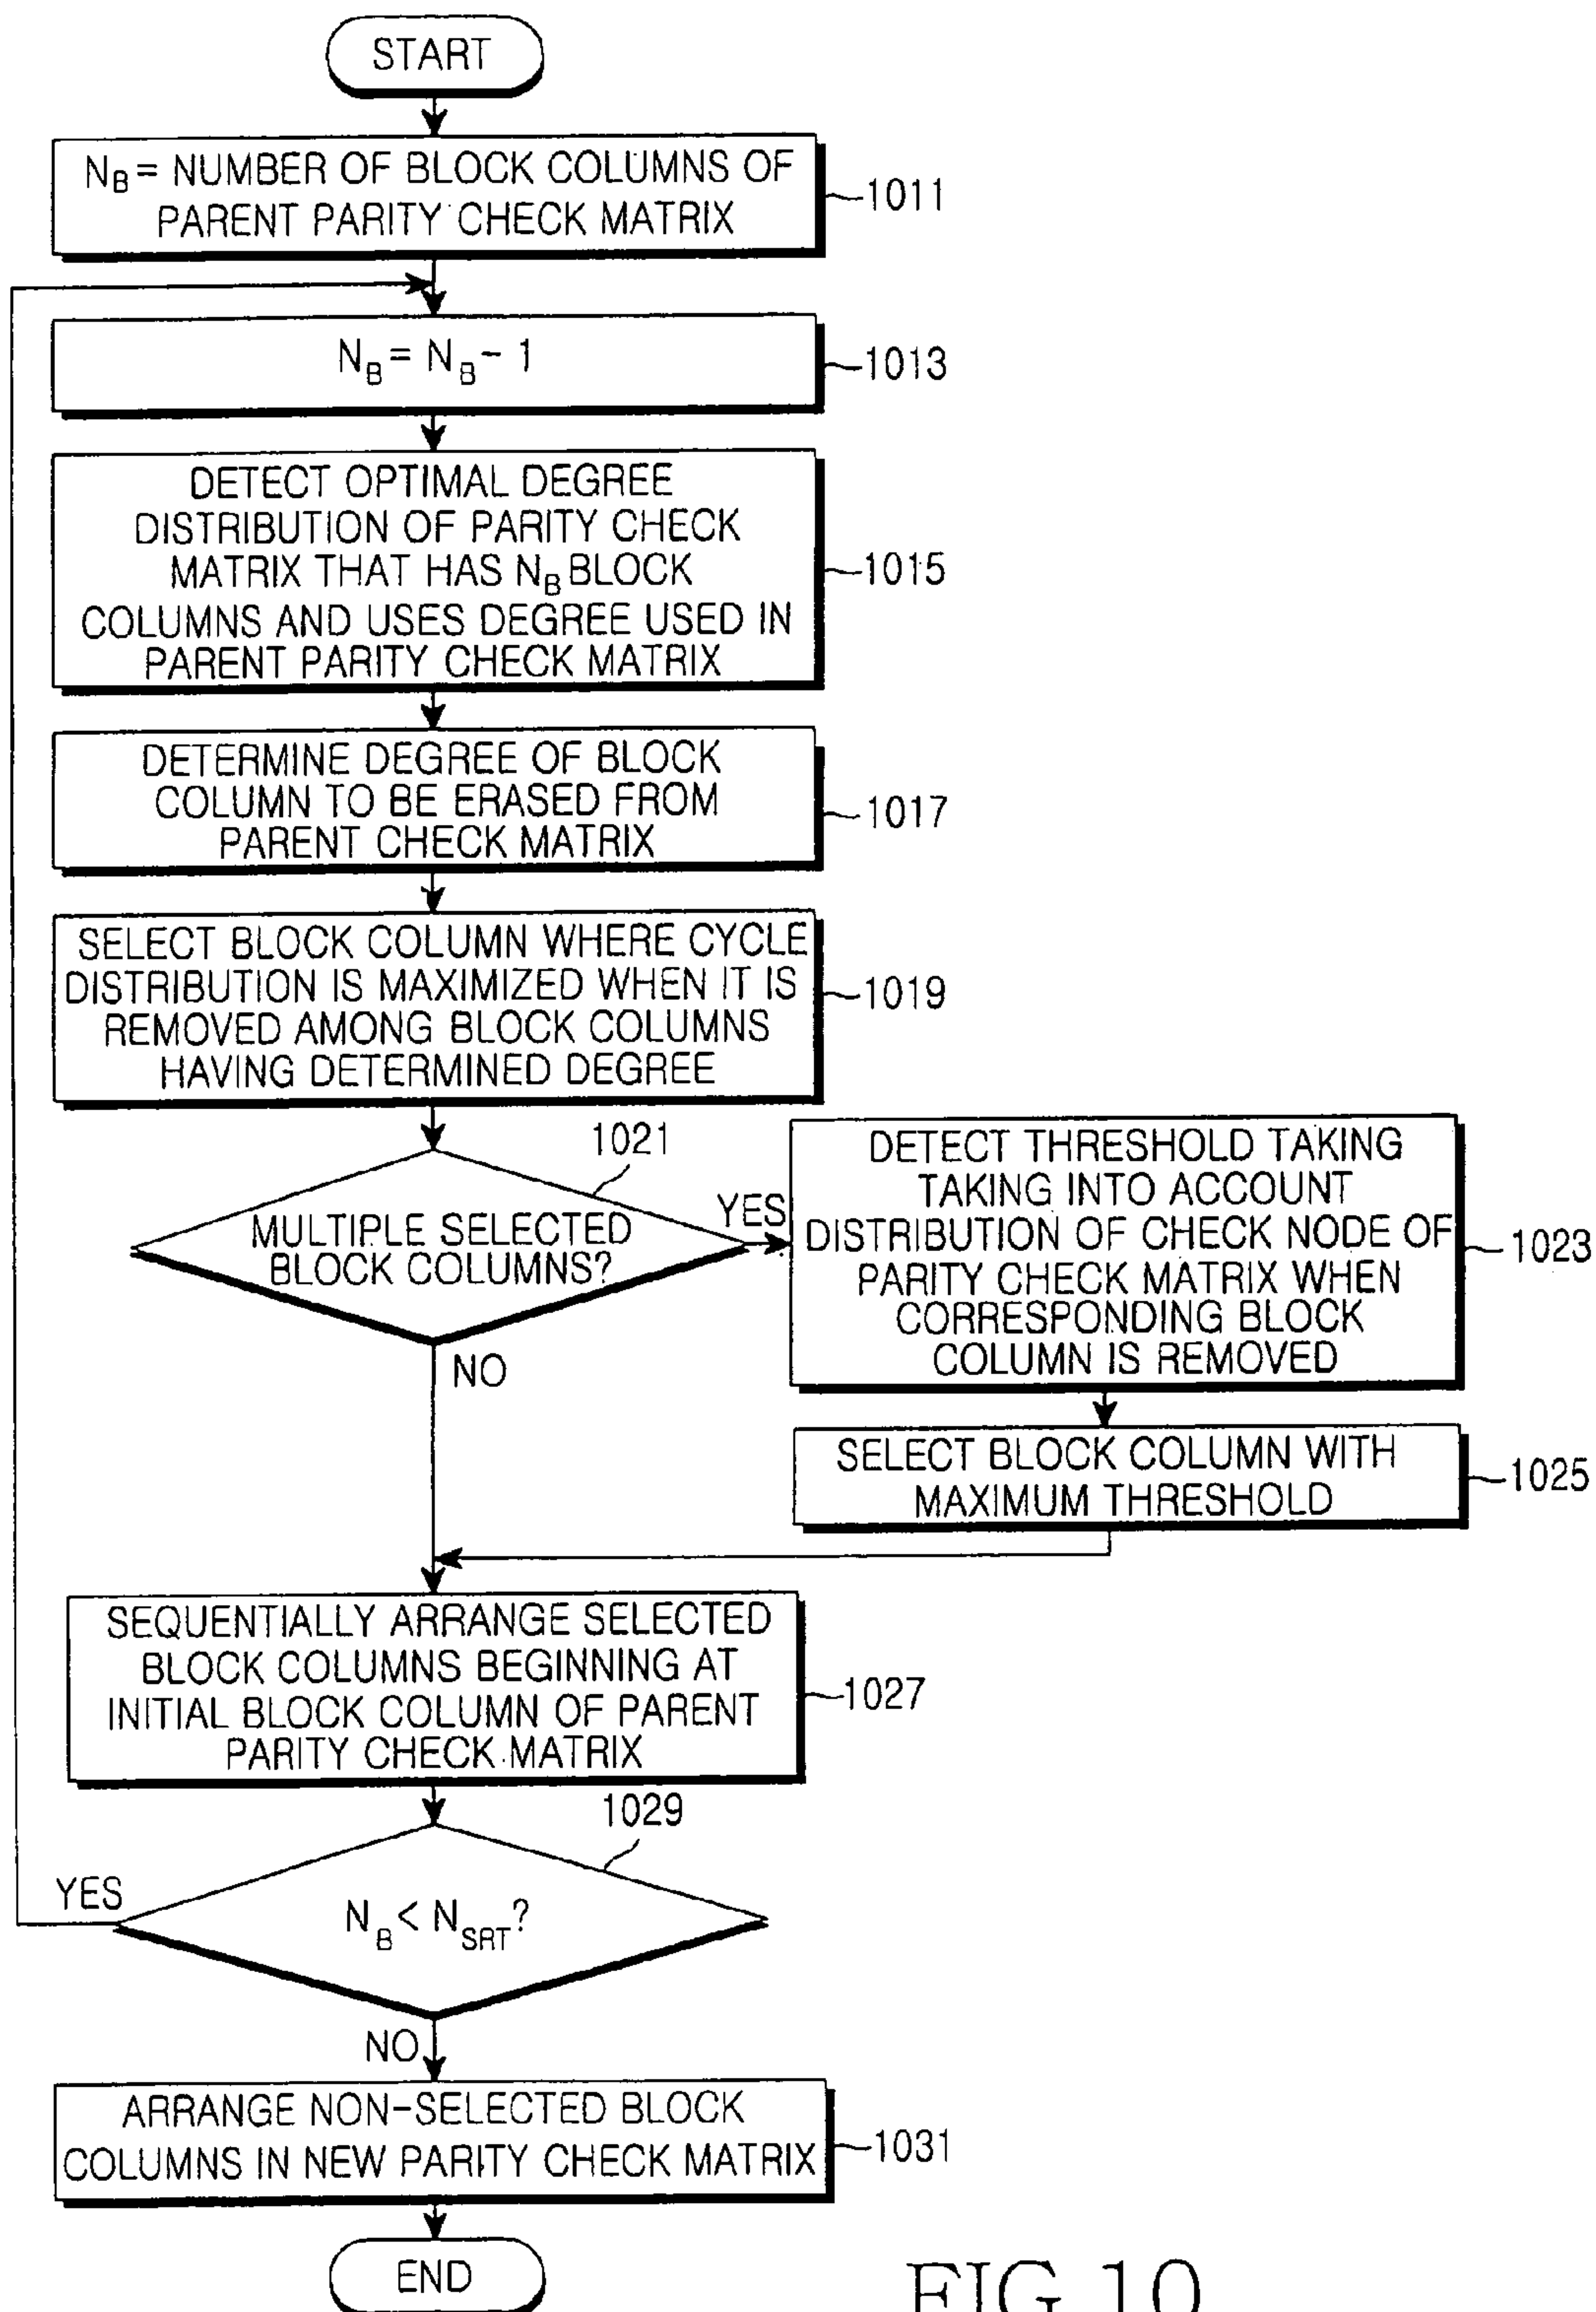 START
N_B = NUMBER OF BLOCK COLUMNS OF
PARENT PARITY CHECK MATRIX
1011
N_B = N_B - 1
1013
DETECT OPTIMAL DEGREE
DISTRIBUTION OF PARITY CHECK
MATRIX THAT HAS N_B BLOCK
COLUMNS AND USES DEGREE USED IN
PARENT PARITY CHECK MATRIX
1015
DETERMINE DEGREE OF BLOCK
COLUMN TO BE ERASED FROM
PARENT CHECK MATRIX
1017
SELECT BLOCK COLUMN WHERE CYCLE
DISTRIBUTION IS MAXIMIZED WHEN IT IS
REMOVED AMONG BLOCK COLUMNS
HAVING DETERMINED DEGREE
1019
1021
MULTIPLE SELECTED
BLOCK COLUMNS?
YES
NO
DETECT THRESHOLD TAKING
TAKING INTO ACCOUNT
DISTRIBUTION OF CHECK NODE OF
PARITY CHECK MATRIX WHEN
CORRESPONDING BLOCK
COLUMN IS REMOVED
1023
SELECT BLOCK COLUMN WITH
MAXIMUM THRESHOLD
1025
SEQUENTIALLY ARRANGE SELECTED
BLOCK COLUMNS BEGINNING AT
INITIAL BLOCK COLUMN OF PARENT
PARITY CHECK MATRIX
1027
1029
YES
N_B < N_SRT?
NO
ARRANGE NON-SELECTED BLOCK
COLUMNS IN NEW PARITY CHECK MATRIX
1031
END
FIG.10